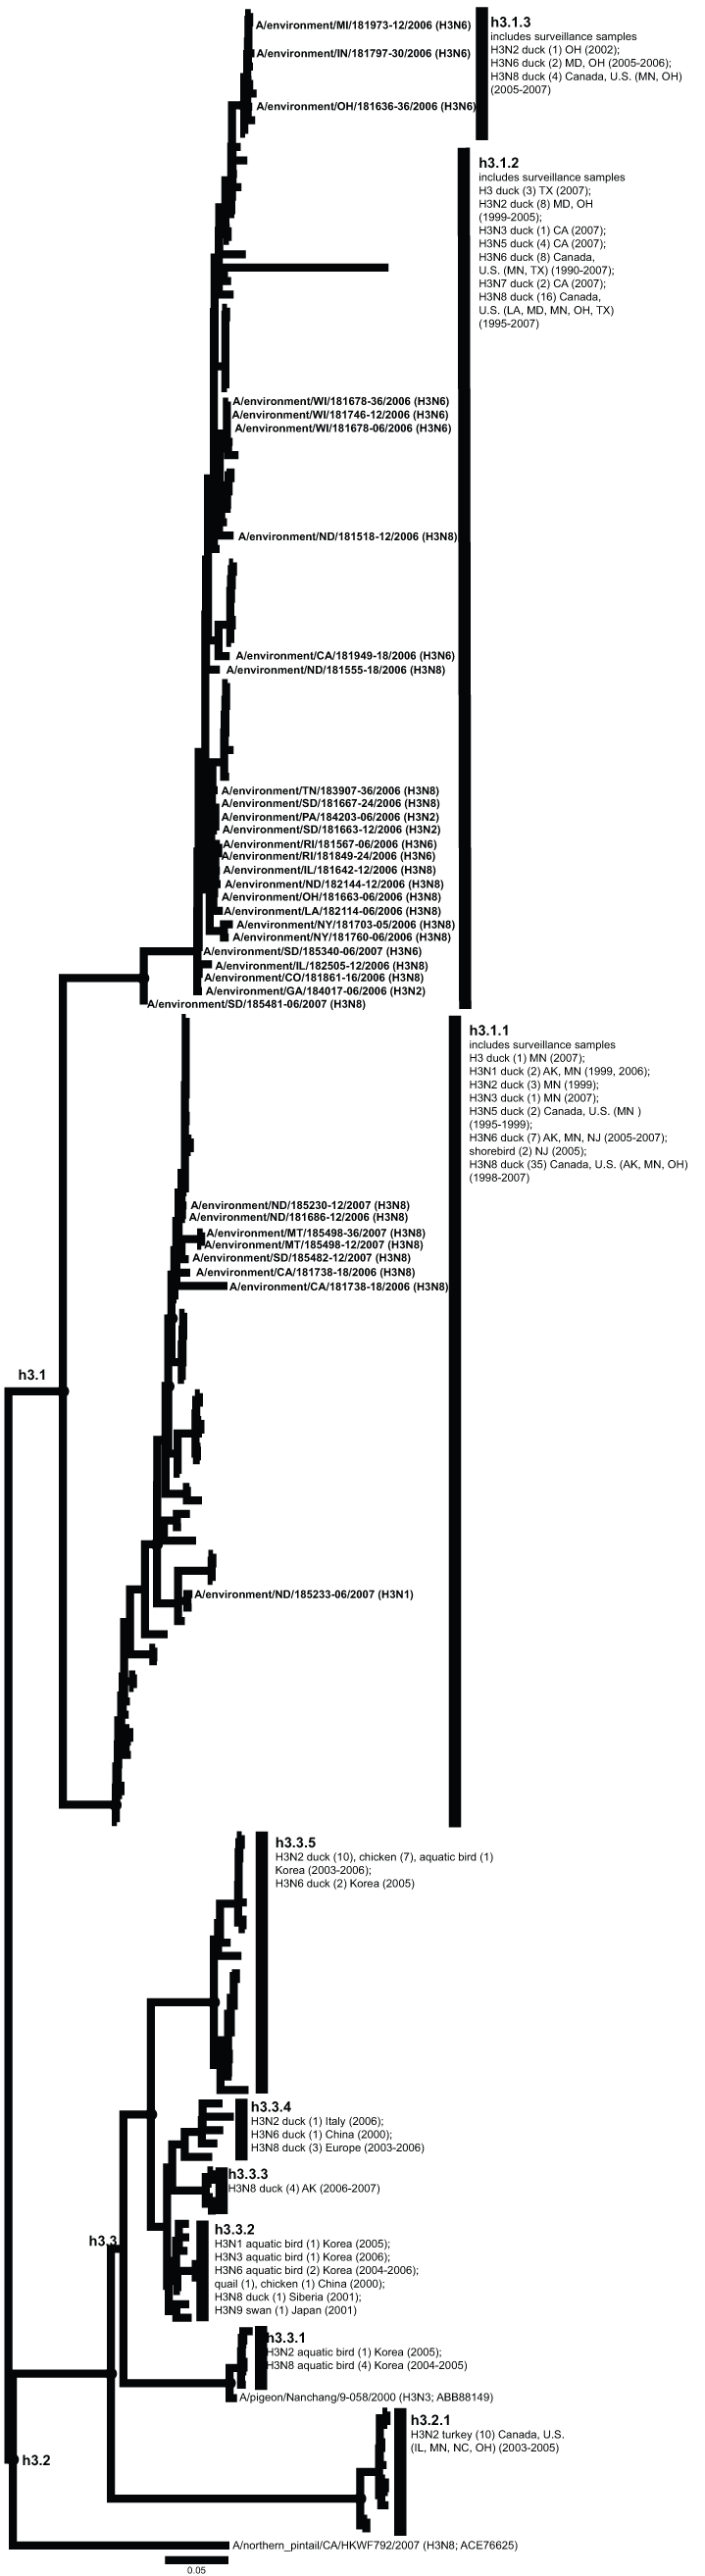 A/environment/MI/181973-12/2006 (H3N6)
A/environment/IN/181797-30/2006 (H3N6)
A/environment/OH/181636-36/2006 (H3N6)
h3.1.3
includes surveillance samples
H3N2 duck (1) OH (2002);
H3N6 duck (2) MD, OH (2005-2006);
H3N8 duck (4) Canada, U.S. (MN, OH)
(2005-2007)
h3.1.2
includes surveillance samples
H3 duck (3) TX (2007);
H3N2 duck (8) MD, OH
(1999-2005);
H3N3 duck (1) CA (2007);
H3N5 duck (4) CA (2007);
H3N6 duck (8) Canada,
U.S. (MN, TX) (1990-2007);
H3N7 duck (2) CA (2007);
H3N8 duck (16) Canada,
U.S. (LA, MD, MN, OH, TX)
(1995-2007)
A/environment/WI/181678-36/2006 (H3N6)
A/environment/WI/181746-12/2006 (H3N6)
A/environment/WI/181678-06/2006 (H3N6)
A/environment/ND/181518-12/2006 (H3N8)
A/environment/CA/181949-18/2006 (H3N6)
A/environment/ND/181555-18/2006 (H3N8)
A/environment/TN/183907-36/2006 (H3N8)
A/environment/SD/181667-24/2006 (H3N8)
A/environment/PA/184203-06/2006 (H3N2)
A/environment/SD/181663-12/2006 (H3N2)
A/environment/RI/181567-06/2006 (H3N6)
A/environment/RI/181849-24/2006 (H3N6)
A/environment/IL/181642-12/2006 (H3N8)
A/environment/ND/182144-12/2006 (H3N8)
A/environment/OH/181663-06/2006 (H3N8)
A/environment/LA/182114-06/2006 (H3N8)
A/environment/NY/181703-05/2006 (H3N8)
A/environment/NY/181760-06/2006 (H3N8)
A/environment/SD/185340-06/2007 (H3N6)
A/environment/IL/182505-12/2006 (H3N8)
A/environment/CO/181861-16/2006 (H3N8)
A/environment/GA/184017-06/2006 (H3N2)
A/environment/SD/185481-06/2007 (H3N8)
h3.1.1
includes surveillance samples
H3 duck (1) MN (2007);
H3N1 duck (2) AK, MN (1999, 2006);
H3N2 duck (3) MN (1999);
H3N3 duck (1) MN (2007);
H3N5 duck (2) Canada, U.S. (MN )
(1995-1999);
H3N6 duck (7) AK, MN, NJ (2005-2007);
shorebird (2) NJ (2005);
H3N8 duck (35) Canada, U.S. (AK, MN, OH)
(1998-2007)
A/environment/ND/185230-12/2007 (H3N8)
A/environment/ND/181686-12/2006 (H3N8)
A/environment/MT/185498-36/2007 (H3N8)
A/environment/MT/185498-12/2007 (H3N8)
A/environment/SD/185482-12/2007 (H3N8)
A/environment/CA/181738-18/2006 (H3N8)
A/environment/CA/181738-18/2006 (H3N8)
h3.1
A/environment/ND/185233-06/2007 (H3N1)
h3.3.5
H3N2 duck (10), chicken (7), aquatic bird (1)
Korea (2003-2006);
H3N6 duck (2) Korea (2005)
h3.3.4
H3N2 duck (1) Italy (2006);
H3N6 duck (1) China (2000);
H3N8 duck (3) Europe (2003-2006)
h3.3.3
H3N8 duck (4) AK (2006-2007)
h3.3
h3.3.2
H3N1 aquatic bird (1) Korea (2005);
H3N3 aquatic bird (1) Korea (2006);
H3N6 aquatic bird (2) Korea (2004-2006);
quail (1), chicken (1) China (2000);
H3N8 duck (1) Siberia (2001);
H3N9 swan (1) Japan (2001)
h3.3.1
H3N2 aquatic bird (1) Korea (2005);
H3N8 aquatic bird (4) Korea (2004-2005)
A/pigeon/Nanchang/9-058/2000 (H3N3; ABB88149)
h3.2.1
H3N2 turkey (10) Canada, U.S.
(IL, MN, NC, OH) (2003-2005)
h3.2
A/northern_pintail/CA/HKWF792/2007 (H3N8; ACE76625)
0.05